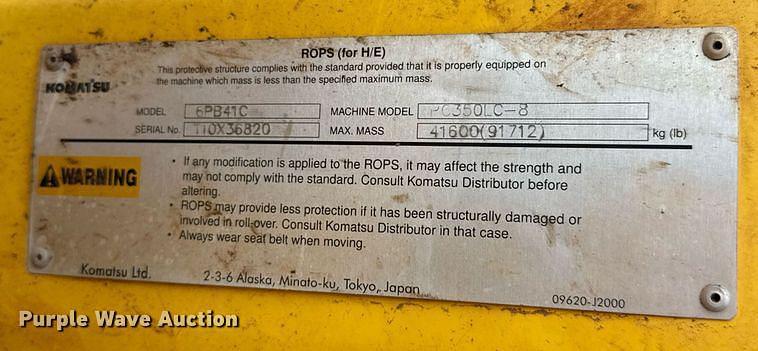 ROPS (for H/E)
This protective structure complies with the standard provided that it is properly equipped on
the machine which mass is less than the specified maximum mass.
KOMATSU
MODEL 6PB41C MACHINE MODEL PC350LC-8
SERIAL No. T10X36820 MAX. MASS 41600(91712) kg (lb)
WARNING
• If any modification is applied to the ROPS, it may affect the strength and
may not comply with the standard. Consult Komatsu Distributor before
altering.
• ROPS may provide less protection if it has been structurally damaged or
involved in roll-over. Consult Komatsu Distributor in that case.
• Always wear seat belt when moving.
Komatsu Ltd. 2-3-6 Alaska, Minato-ku, Tokyo, Japan
09620-J2000
Purple Wave Auction